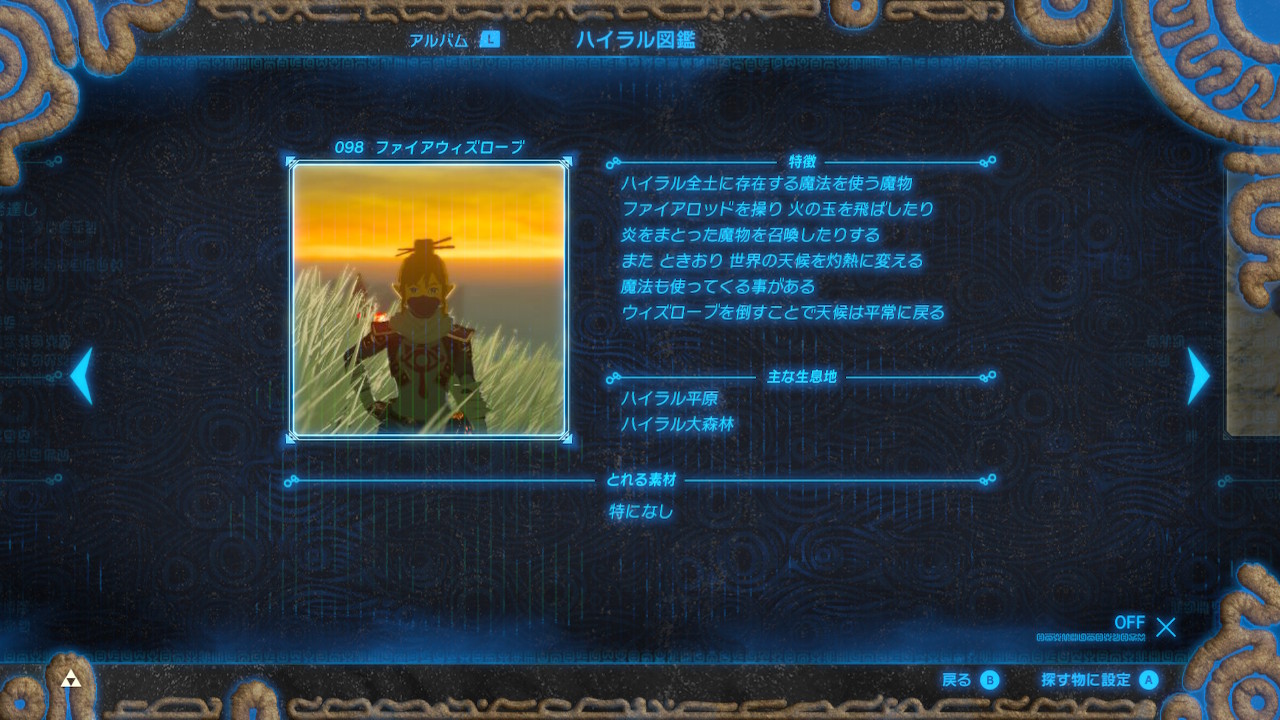 アルバム L
ハイラル図鑑
098 ファイアウィズローブ
特徴
ハイラル全土に存在する魔法を使う魔物
ファイアロッドを操り 火の玉を飛ばしたり
炎をまとった魔物を召喚したりする
また ときおり 世界の天候を灼熱に変える
魔法も使ってくる事がある
ウィズローブを倒すことで天候は平常に戻る
主な生息地
ハイラル平原
ハイラル大森林
とれる素材
特になし
OFF
戻る B
探す物に設定 A